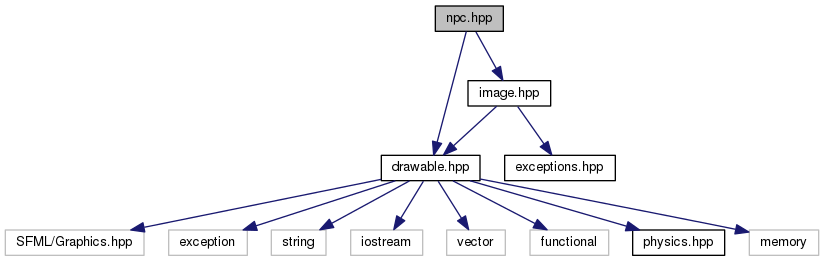 npc.hpp
image.hpp
drawable.hpp
exceptions.hpp
SFML/Graphics.hpp
exception
string
iostream
vector
functional
physics.hpp
memory